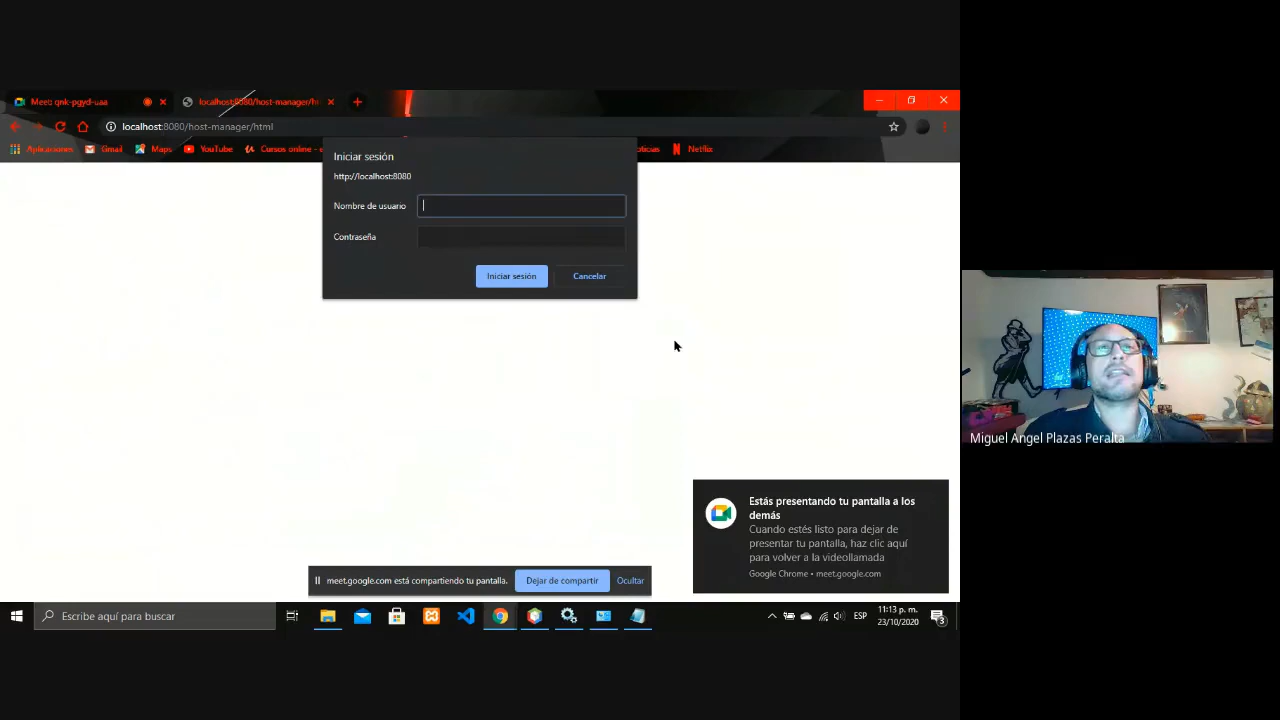 Meet: qnk-pgyd-uaa
localhost:8080/host-manager/h
localhost:8080/host-manager/html
Aplicaciones Gmail Maps YouTube Cursos online - Netflix
Iniciar sesión
http://localhost:8080
Nombre de usuario
Contraseña
Iniciar sesión Cancelar
Miguel Angel Plazas Peralta
Estás presentando tu pantalla a los
demás
Cuando estés listo para dejar de
presentar tu pantalla, haz clic aquí
para volver a la videollamada
Google Chrome • meet.google.com
meet.google.com está compartiendo tu pantalla. Dejar de compartir Ocultar
Escribe aquí para buscar
ESP
11:13 p. m.
23/10/2020
3